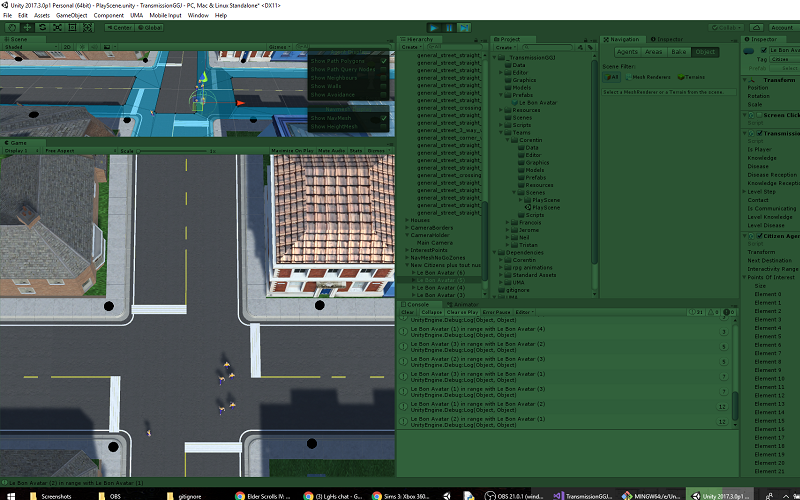 Unity 2017.3.0p1 Personal (64bit) - PlayScene.unity - TransmissionGGJ - PC, Mac & Linux Standalone* <DX11>
File Edit Assets GameObject Component UMA Mobile Input Window Help
Center Global Collab Account
Scene
Shaded 2D Gizmos
Show Path Polygons
Show Path Query Nodes
Show Neighbours
Show Walls
Show Avoidance
Show NavMesh
Show HeightMesh
Game
Display 1 Free Aspect Scale 1x Maximize On Play Mute Audio Stats Gizmos
Hierarchy
Create
general_street_straight_
general_street_straight_
general_street_straight_
general_street_straight_
general_street_crossing
general_street_straight_
general_street_straight_
general_street_straight_
general_street_2_way_
general_street_corner_
general_street_straight_
general_street_straight_
general_street_straight_
general_street_crossing
general_street_straight_
general_street_straight_
general_street_straight_
Houses
CameraBorders
CameraHolder
Main Camera
InterestPoints
NavMeshNoGoZones
New Citizens plus tout nus
Le Bon Avatar (6)
Le Bon Avatar (4)
Le Bon Avatar (3)
Project
Create
_TransmissionGGJ
Data
Editor
Graphics
Models
Prefabs
Le Bon Avatar
Resources
Scenes
Scripts
Teams
Corentin
Data
Editor
Graphics
Models
Prefabs
Resources
Scenes
PlayScene
PlayScene
Scripts
Francois
Jerome
Neil
Tristan
Dependencies
Corentin
rog animations
Standard Assets
UMA
gitignore
Navigation Inspector
Agents Areas Bake Object
Scene Filter:
All Mesh Renderers Terrains
Select a MeshRenderer or a Terrain from the scene.
Inspector
Le Bon A
Tag Citizen
Transform
Position
Rotation
Scale
Screen Click
Script
Transmission
Script
Is Player
Knowledge
Disease
Disease Reception
Knowledge Reception
Level Step
Contact
Is Communicating
Level Knowledge
Level Disease
Citizen Agent
Script
Transform
Next Destination
Interactivity Range
Points Of Interest
Size
Element 0
Element 1
Element 2
Element 3
Element 4
Element 5
Element 6
Element 7
Element 8
Element 9
Element 10
Element 11
Element 12
Element 13
Element 14
Element 15
Element 16
Element 17
Element 18
Element 19
Element 20
Element 21
Console Animator
Clear Collapse Clear on Play Error Pause Editor
UnityEngine.Debug:Log(Object, Object)
Le Bon Avatar (1) in range with Le Bon Avatar (4)
UnityEngine.Debug:Log(Object, Object)
Le Bon Avatar (3) in range with Le Bon Avatar (2)
UnityEngine.Debug:Log(Object, Object)
Le Bon Avatar (2) in range with Le Bon Avatar (3)
UnityEngine.Debug:Log(Object, Object)
Le Bon Avatar (3) in range with Le Bon Avatar (1)
UnityEngine.Debug:Log(Object, Object)
Le Bon Avatar (1) in range with Le Bon Avatar (3)
UnityEngine.Debug:Log(Object, Object)
Le Bon Avatar (1) in range with Le Bon Avatar (2)
UnityEngine.Debug:Log(Object, Object)
12
Le Bon Avatar (2) in range with Le Bon Avatar (1)
UnityEngine.Debug:Log(Object, Object)
12
Le Bon Avatar (2) in range with Le Bon Avatar (1)
Screenshots OBS gitignore Elder Scrolls IV: (3) LgHs chat - G... (3) Sims 3: Xbox 360... OBS OBS 21.0.1 (wind... TransmissionGGJ... MINGW64:/e/Un... Unity 2017.3.0p1 ...